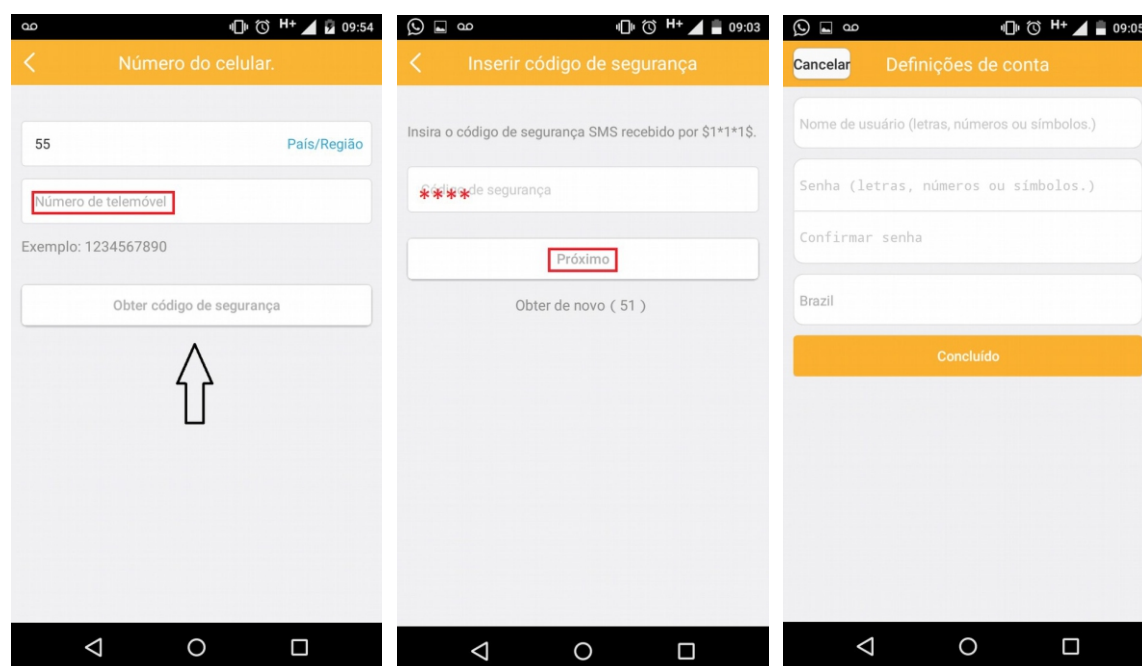 H+ 09:54
Número do celular.
55 País/Região
Número de telemóvel
Exemplo: 1234567890
Obter código de segurança
H+ 09:03
Inserir código de segurança
Insira o código de segurança SMS recebido por $1*1*1$.
**** Código de segurança
Próximo
Obter de novo ( 51 )
H+ 09:05
Cancelar Definições de conta
Nome de usuário (letras, números ou símbolos.)
Senha (letras, números ou símbolos.)
Confirmar senha
Brazil
Concluído